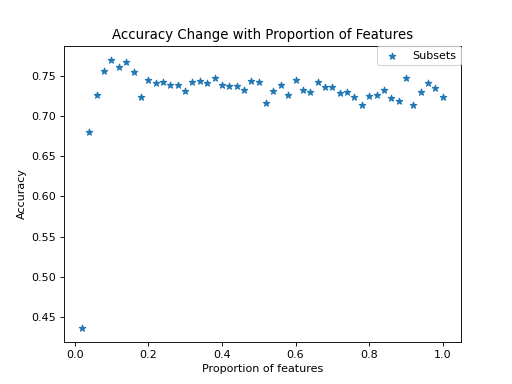 Accuracy Change with Proportion of Features
Subsets
0.75
0.70
0.65
0.60
0.55
0.50
0.45
Accuracy
0.0 0.2 0.4 0.6 0.8 1.0
Proportion of features